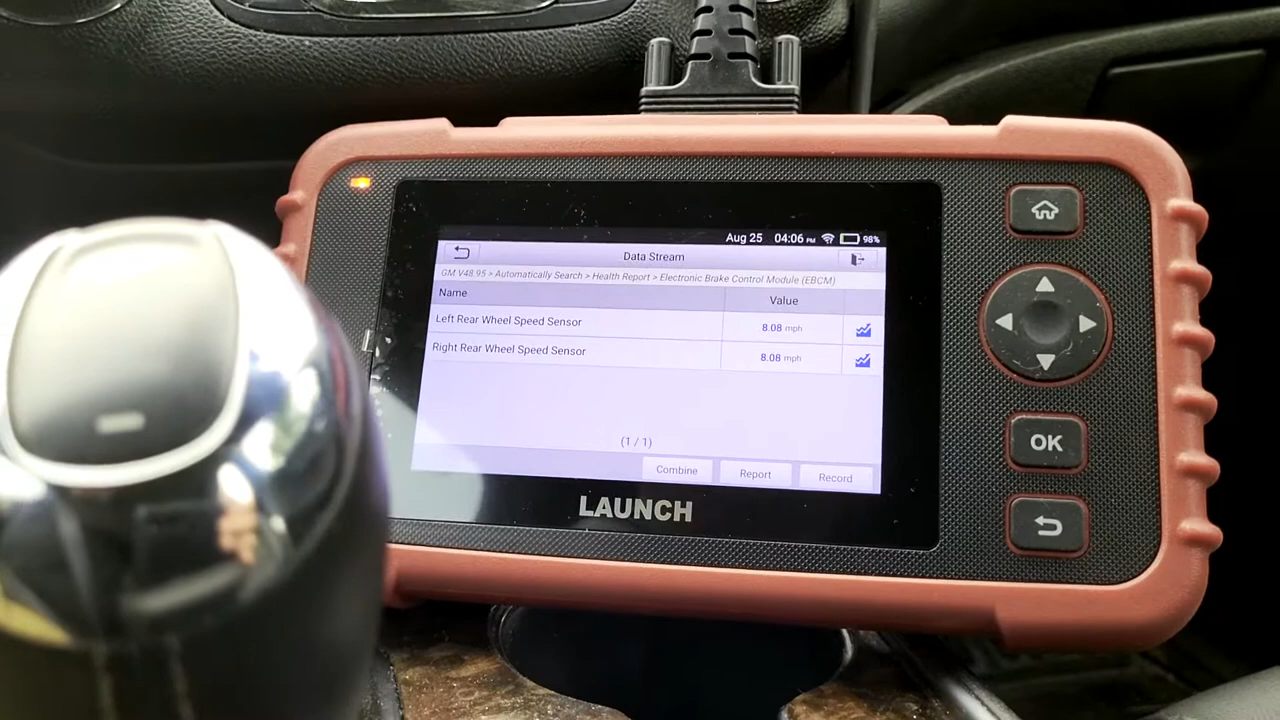 Aug 25 04:06 PM 98%
Data Stream
GM V48.95 > Automatically Search > Health Report > Electronic Brake Control Module (EBCM)
Name Value
Left Rear Wheel Speed Sensor 8.08 mph
Right Rear Wheel Speed Sensor 8.08 mph
(1 / 1)
Combine Report Record
LAUNCH
OK